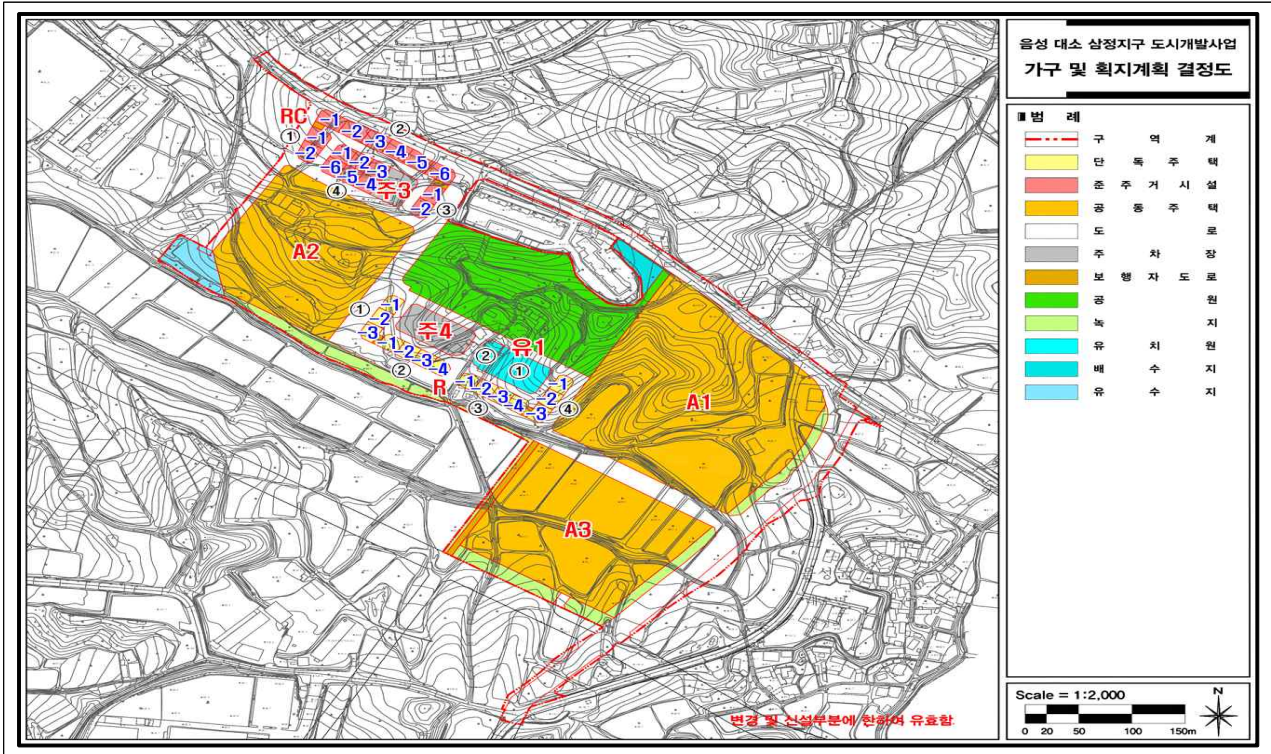 음성 대소 삼정지구 도시개발사업
가구 및 획지계획 결정도
범 례
구 역 계
단 독 주 택
준 주 거 시 설
공 동 주 택
도 로
주 차 장
보 행 자 도 로
공 원
녹 지
유 치 원
배 수 지
유 수 지
RC
①
-1
-2
-1
-2
②
-3
-4
-5
-6
-1
-2
-3
-6
-5
-4
주3
④
-1
-2
③
A2
①
-1
-2
-3
주4
-1
-2
-3
-4
②
R
유1
②
①
-1
-2
-3
-4
③
-1
-2
-3
④
A1
A3
변경 및 신설부분에 한하여 유효함.
Scale = 1:2,000
N
0 20 50 100 150m